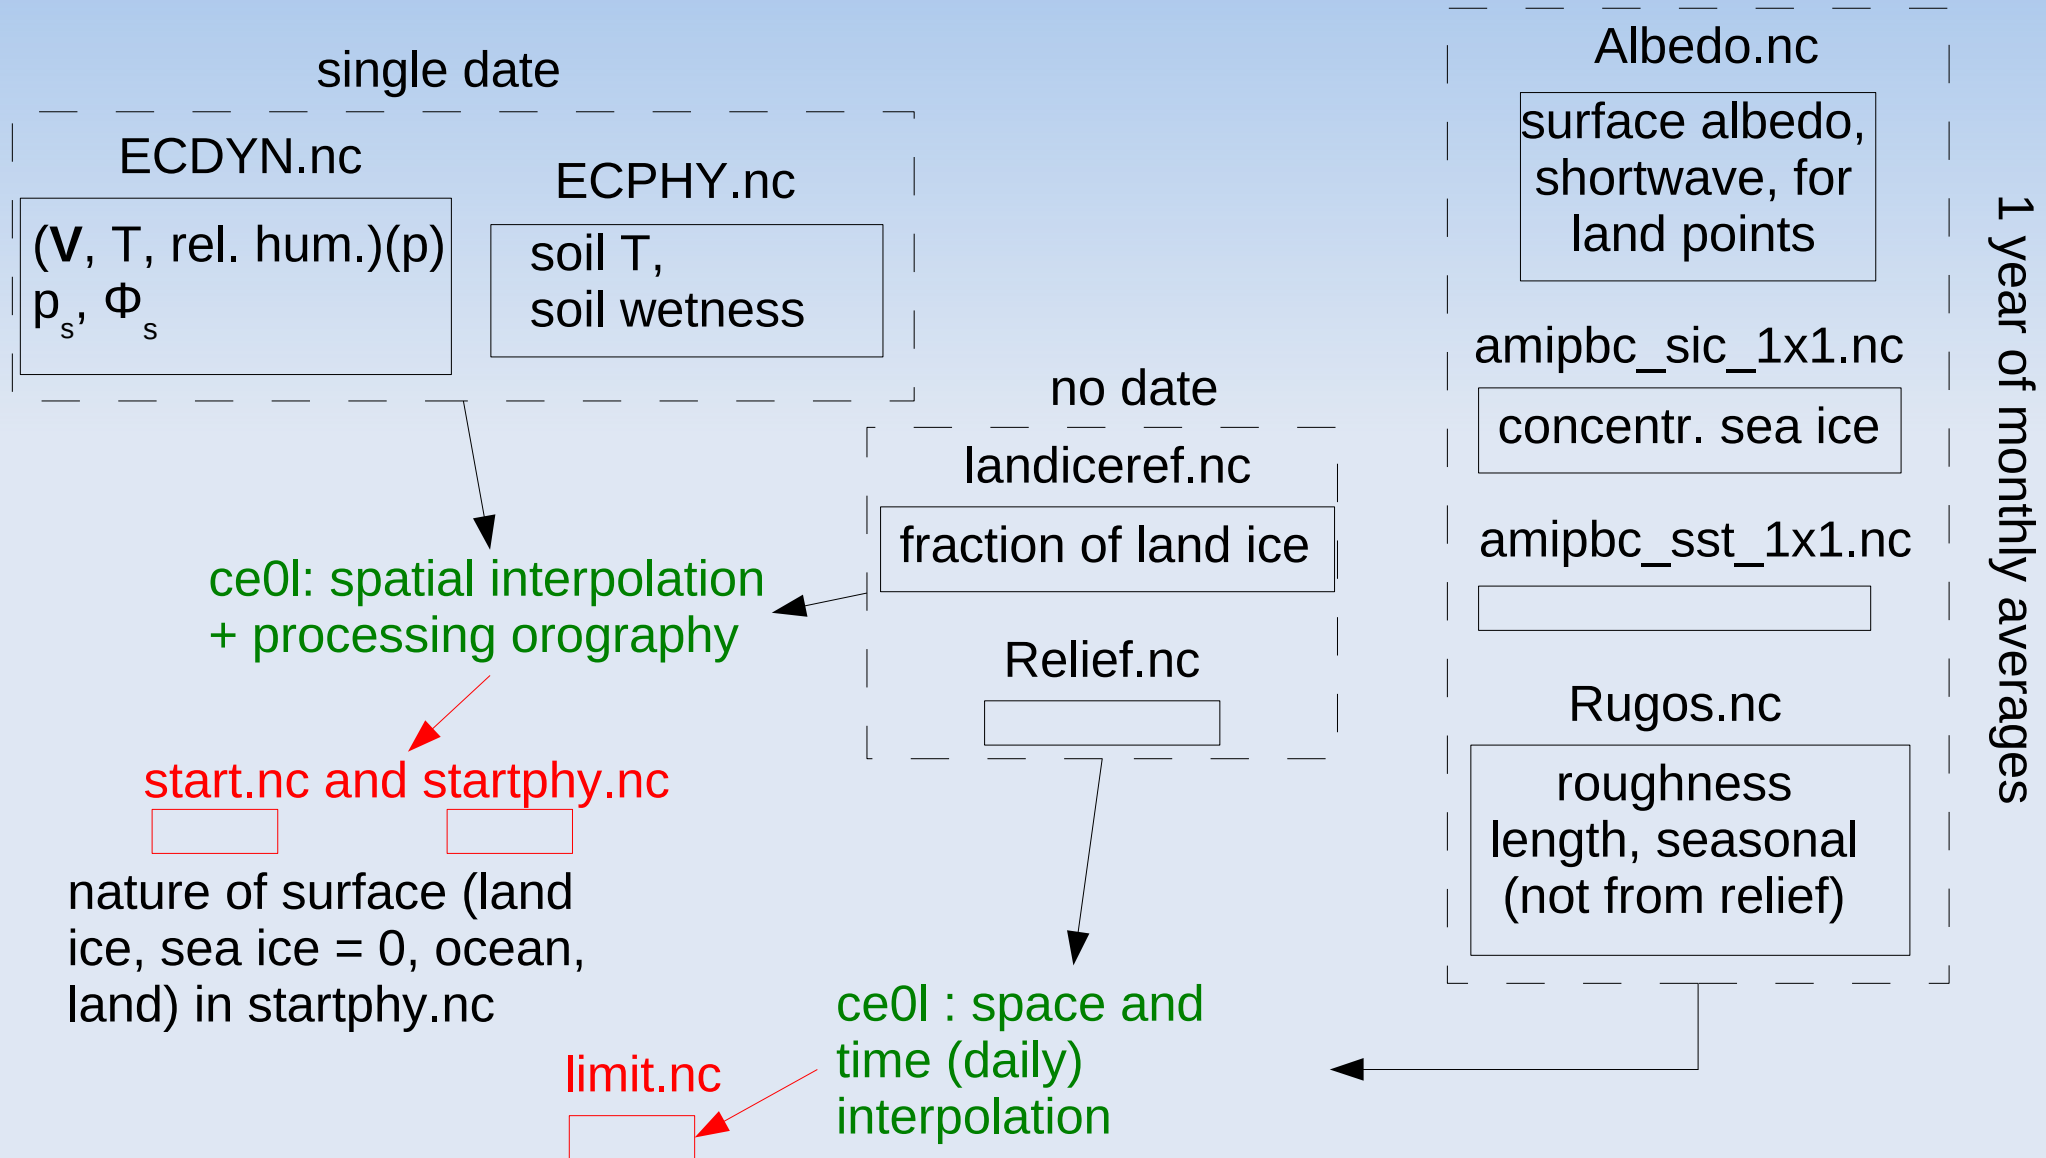 single date
ECDYN.nc
(V, T, rel. hum.)(p)
ps, Φs
ECPHY.nc
soil T,
soil wetness
no date
landiceref.nc
fraction of land ice
Relief.nc
Albedo.nc
surface albedo,
shortwave, for
land points
amipbc_sic_1x1.nc
concentr. sea ice
amipbc_sst_1x1.nc
Rugos.nc
roughness
length, seasonal
(not from relief)
1 year of monthly averages
ce0l: spatial interpolation
+ processing orography
start.nc and startphy.nc
nature of surface (land
ice, sea ice = 0, ocean,
land) in startphy.nc
ce0l : space and
time (daily)
interpolation
limit.nc